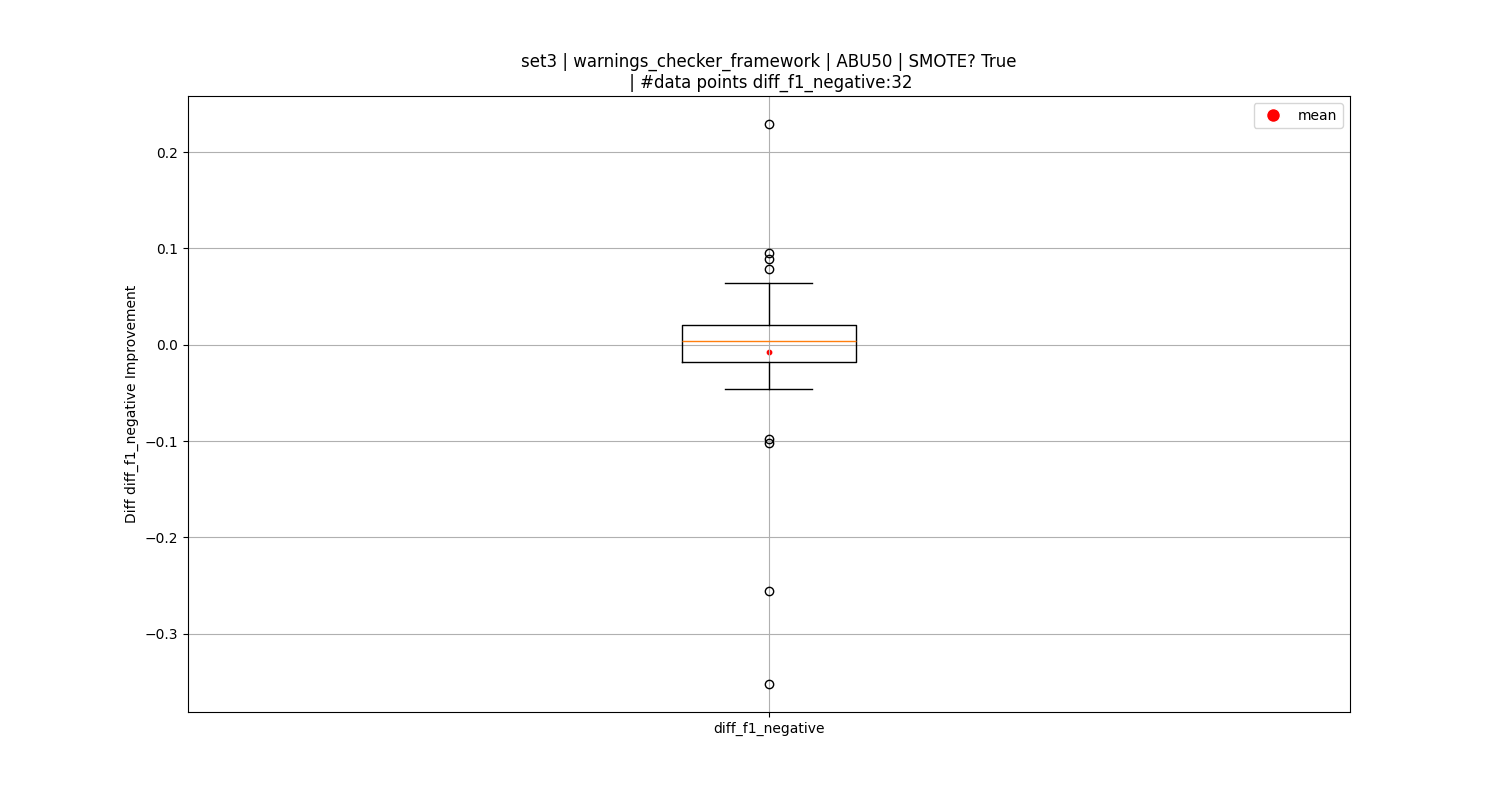 set3 | warnings_checker_framework | ABU50 | SMOTE? True
| #data points diff_f1_negative:32
mean
0.2
0.1
0.0
−0.1
−0.2
−0.3
Diff diff_f1_negative Improvement
diff_f1_negative